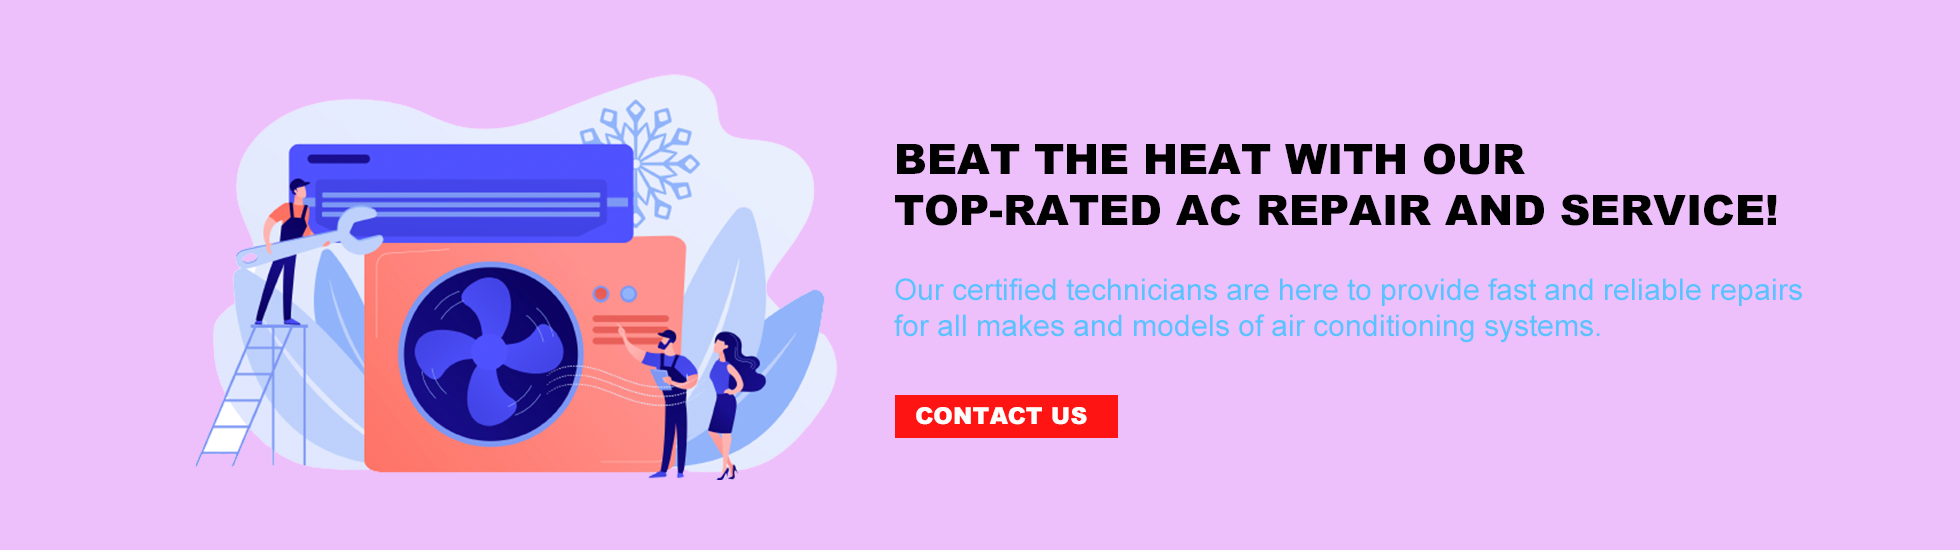 BEAT THE HEAT WITH OUR
TOP-RATED AC REPAIR AND SERVICE!
Our certified technicians are here to provide fast and reliable repairs
for all makes and models of air conditioning systems.
CONTACT US